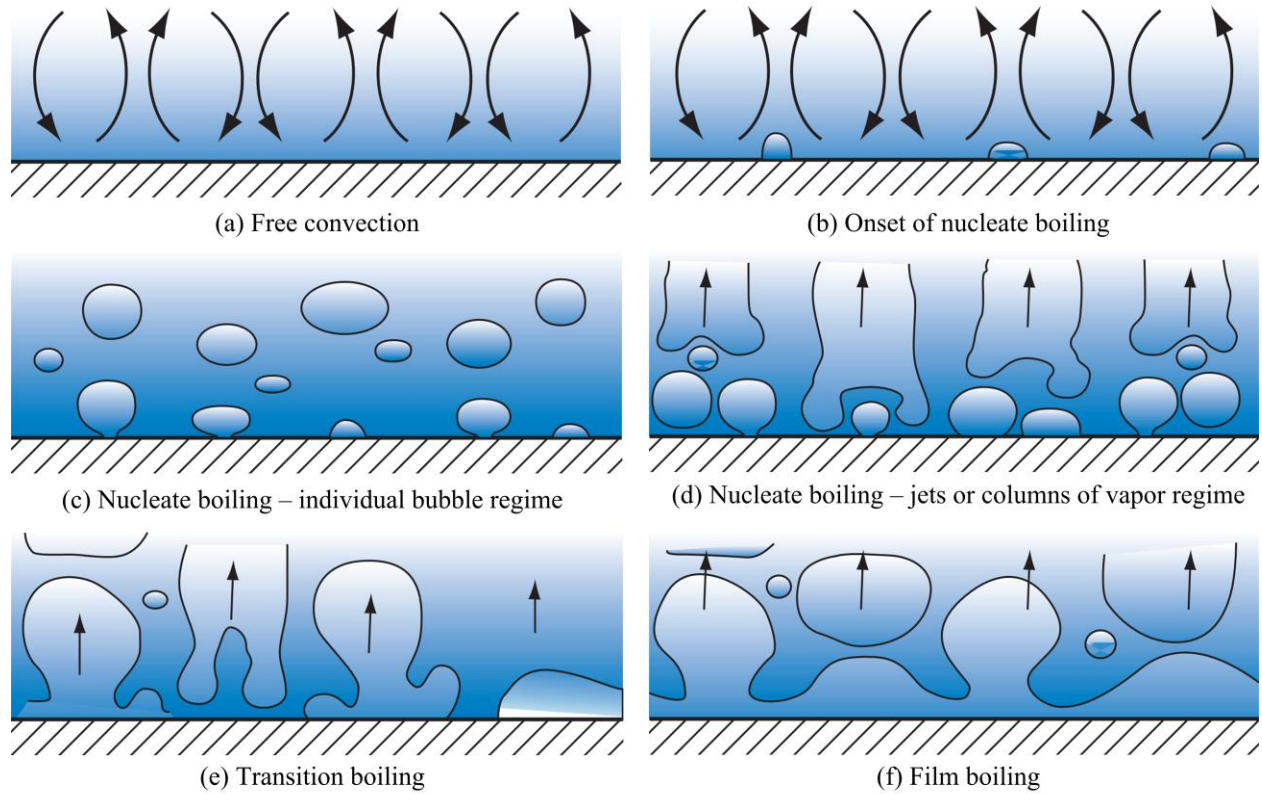 (a) Free convection
(b) Onset of nucleate boiling
(c) Nucleate boiling – individual bubble regime
(d) Nucleate boiling – jets or columns of vapor regime
(e) Transition boiling
(f) Film boiling